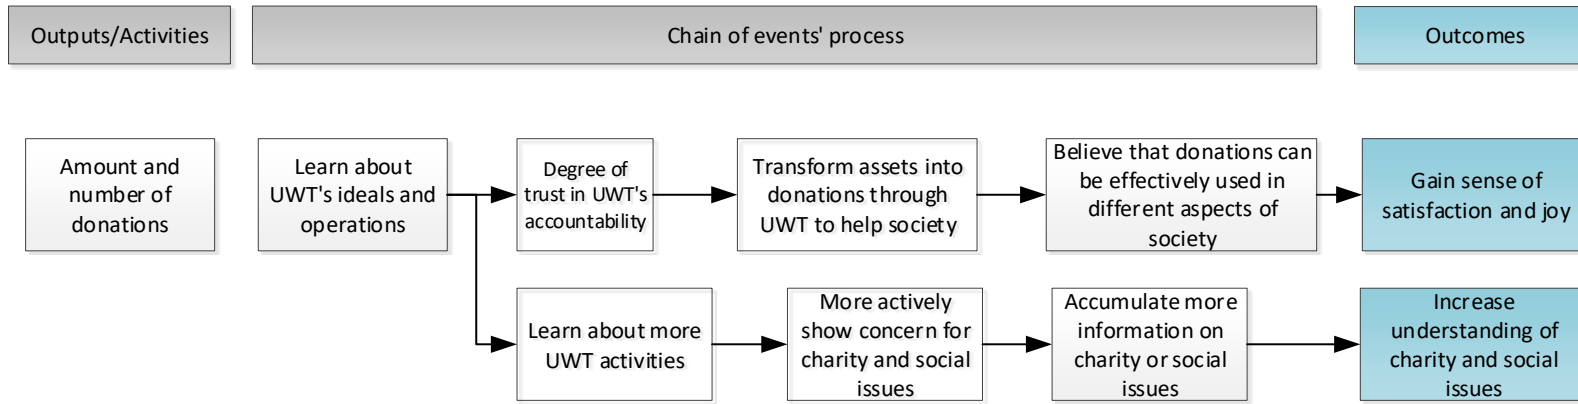 Outputs/Activities
Chain of events' process
Outcomes
Amount and
number of
donations
Learn about
UWT's ideals and
operations
Degree of
trust in UWT's
accountability
Transform assets into
donations through
UWT to help society
Believe that donations can
be effectively used in
different aspects of
society
Gain sense of
satisfaction and joy
Learn about more
UWT activities
More actively
show concern for
charity and social
issues
Accumulate more
information on
charity or social
issues
Increase
understanding of
charity and social
issues